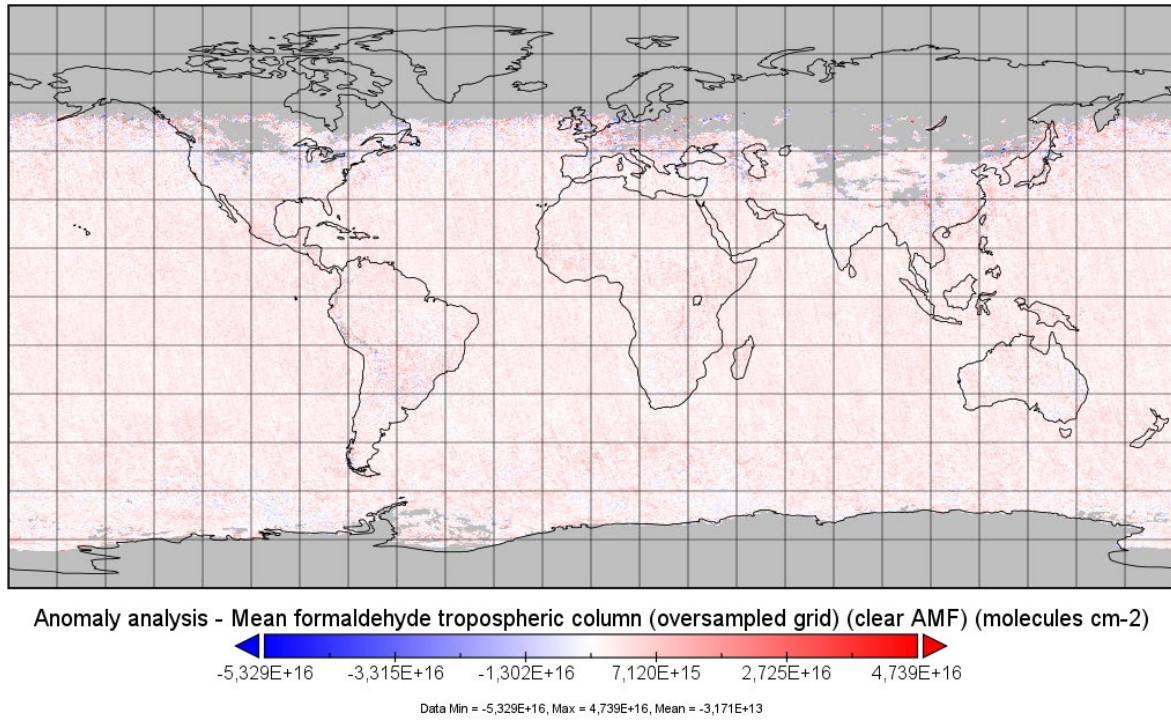 Anomaly analysis - Mean formaldehyde tropospheric column (oversampled grid) (clear AMF) (molecules cm-2)
-5,329E+16 -3,315E+16 -1,302E+16 7,120E+15 2,725E+16 4,739E+16
Data Min = -5,329E+16, Max = 4,739E+16, Mean = -3,171E+13